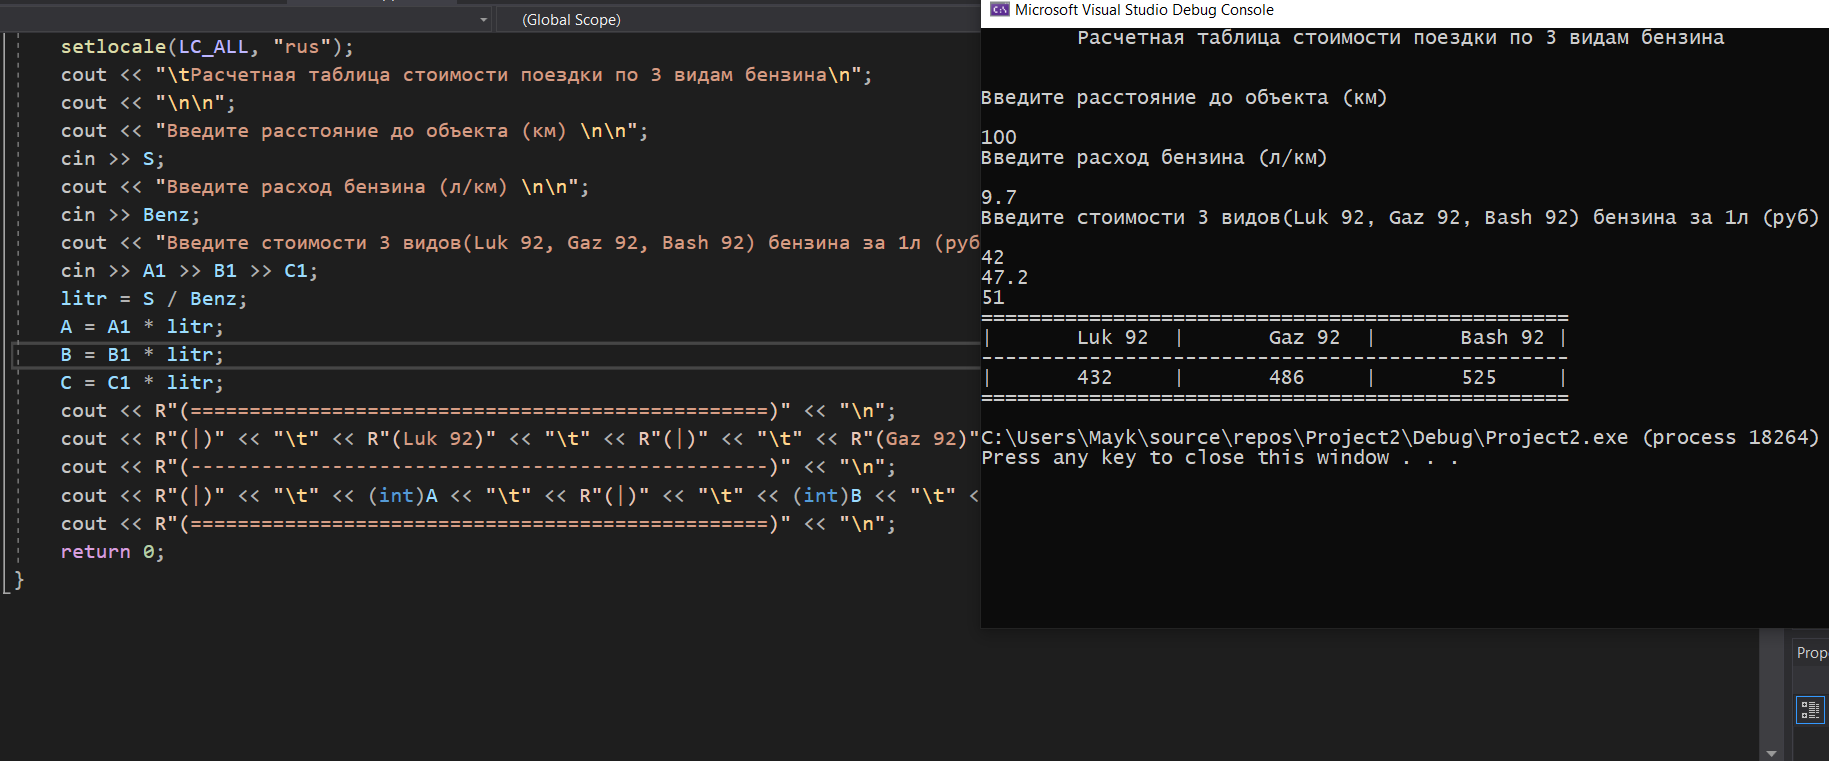 (Global Scope)
setlocale(LC_ALL, "rus");
cout << "\tРасчетная таблица стоимости поездки по 3 видам бензина\n";
cout << "\n\n";
cout << "Введите расстояние до объекта (км) \n\n";
cin >> S;
cout << "Введите расход бензина (л/км) \n\n";
cin >> Benz;
cout << "Введите стоимости 3 видов(Luk 92, Gaz 92, Bash 92) бензина за 1л (руб
cin >> A1 >> B1 >> C1;
litr = S / Benz;
A = A1 * litr;
B = B1 * litr;
C = C1 * litr;
cout << R"(=================================================)" << "\n";
cout << R"(|)" << "\t" << R"(Luk 92)" << "\t" << R"(|)" << "\t" << R"(Gaz 92)"
cout << R"(-------------------------------------------------)" << "\n";
cout << R"(|)" << "\t" << (int)A << "\t" << R"(|)" << "\t" << (int)B << "\t" <
cout << R"(=================================================)" << "\n";
return 0;
}
Microsoft Visual Studio Debug Console
Расчетная таблица стоимости поездки по 3 видам бензина
Введите расстояние до объекта (км)
100
Введите расход бензина (л/км)
9.7
Введите стоимости 3 видов(Luk 92, Gaz 92, Bash 92) бензина за 1л (руб)
42
47.2
51
=================================================
| Luk 92 | Gaz 92 | Bash 92 |
-------------------------------------------------
| 432 | 486 | 525 |
=================================================
C:\Users\Mayk\source\repos\Project2\Debug\Project2.exe (process 18264)
Press any key to close this window . . .
Prop